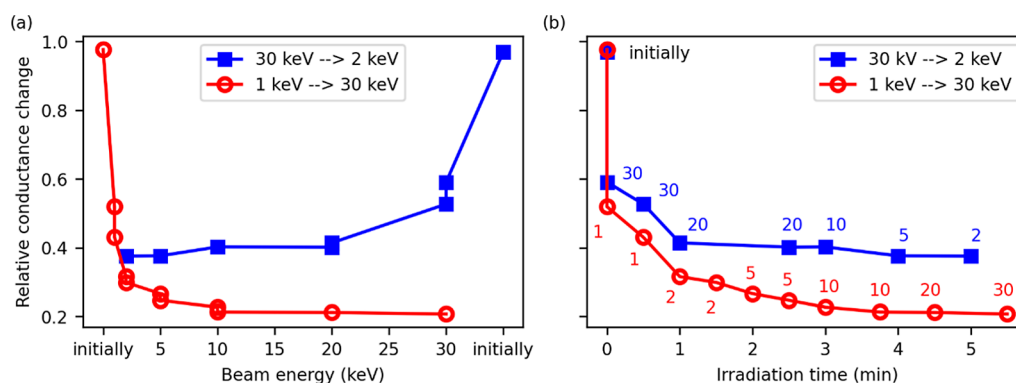 (a)
1.0
0.8
0.6
0.4
0.2
Relative conductance change
30 keV --> 2 keV
1 keV --> 30 keV
initially 5 10 15 20 25 30 initially
Beam energy (keV)
(b)
initially
30 kV --> 2 keV
1 keV --> 30 keV
30
30
20
20
10
5
2
1
1
2
2
5
5
10
10
20
30
0 1 2 3 4 5
Irradiation time (min)